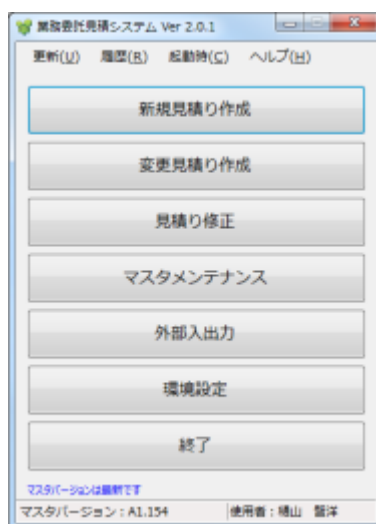 業務委託見積システム Ver 2.0.1
更新(U) 履歴(R) 起動時(C) ヘルプ(H)
新規見積り作成
変更見積り作成
見積り修正
マスタメンテナンス
外部入出力
環境設定
終了
マスタバージョンは最新です
マスタバージョン：A1.154 使用者：横山